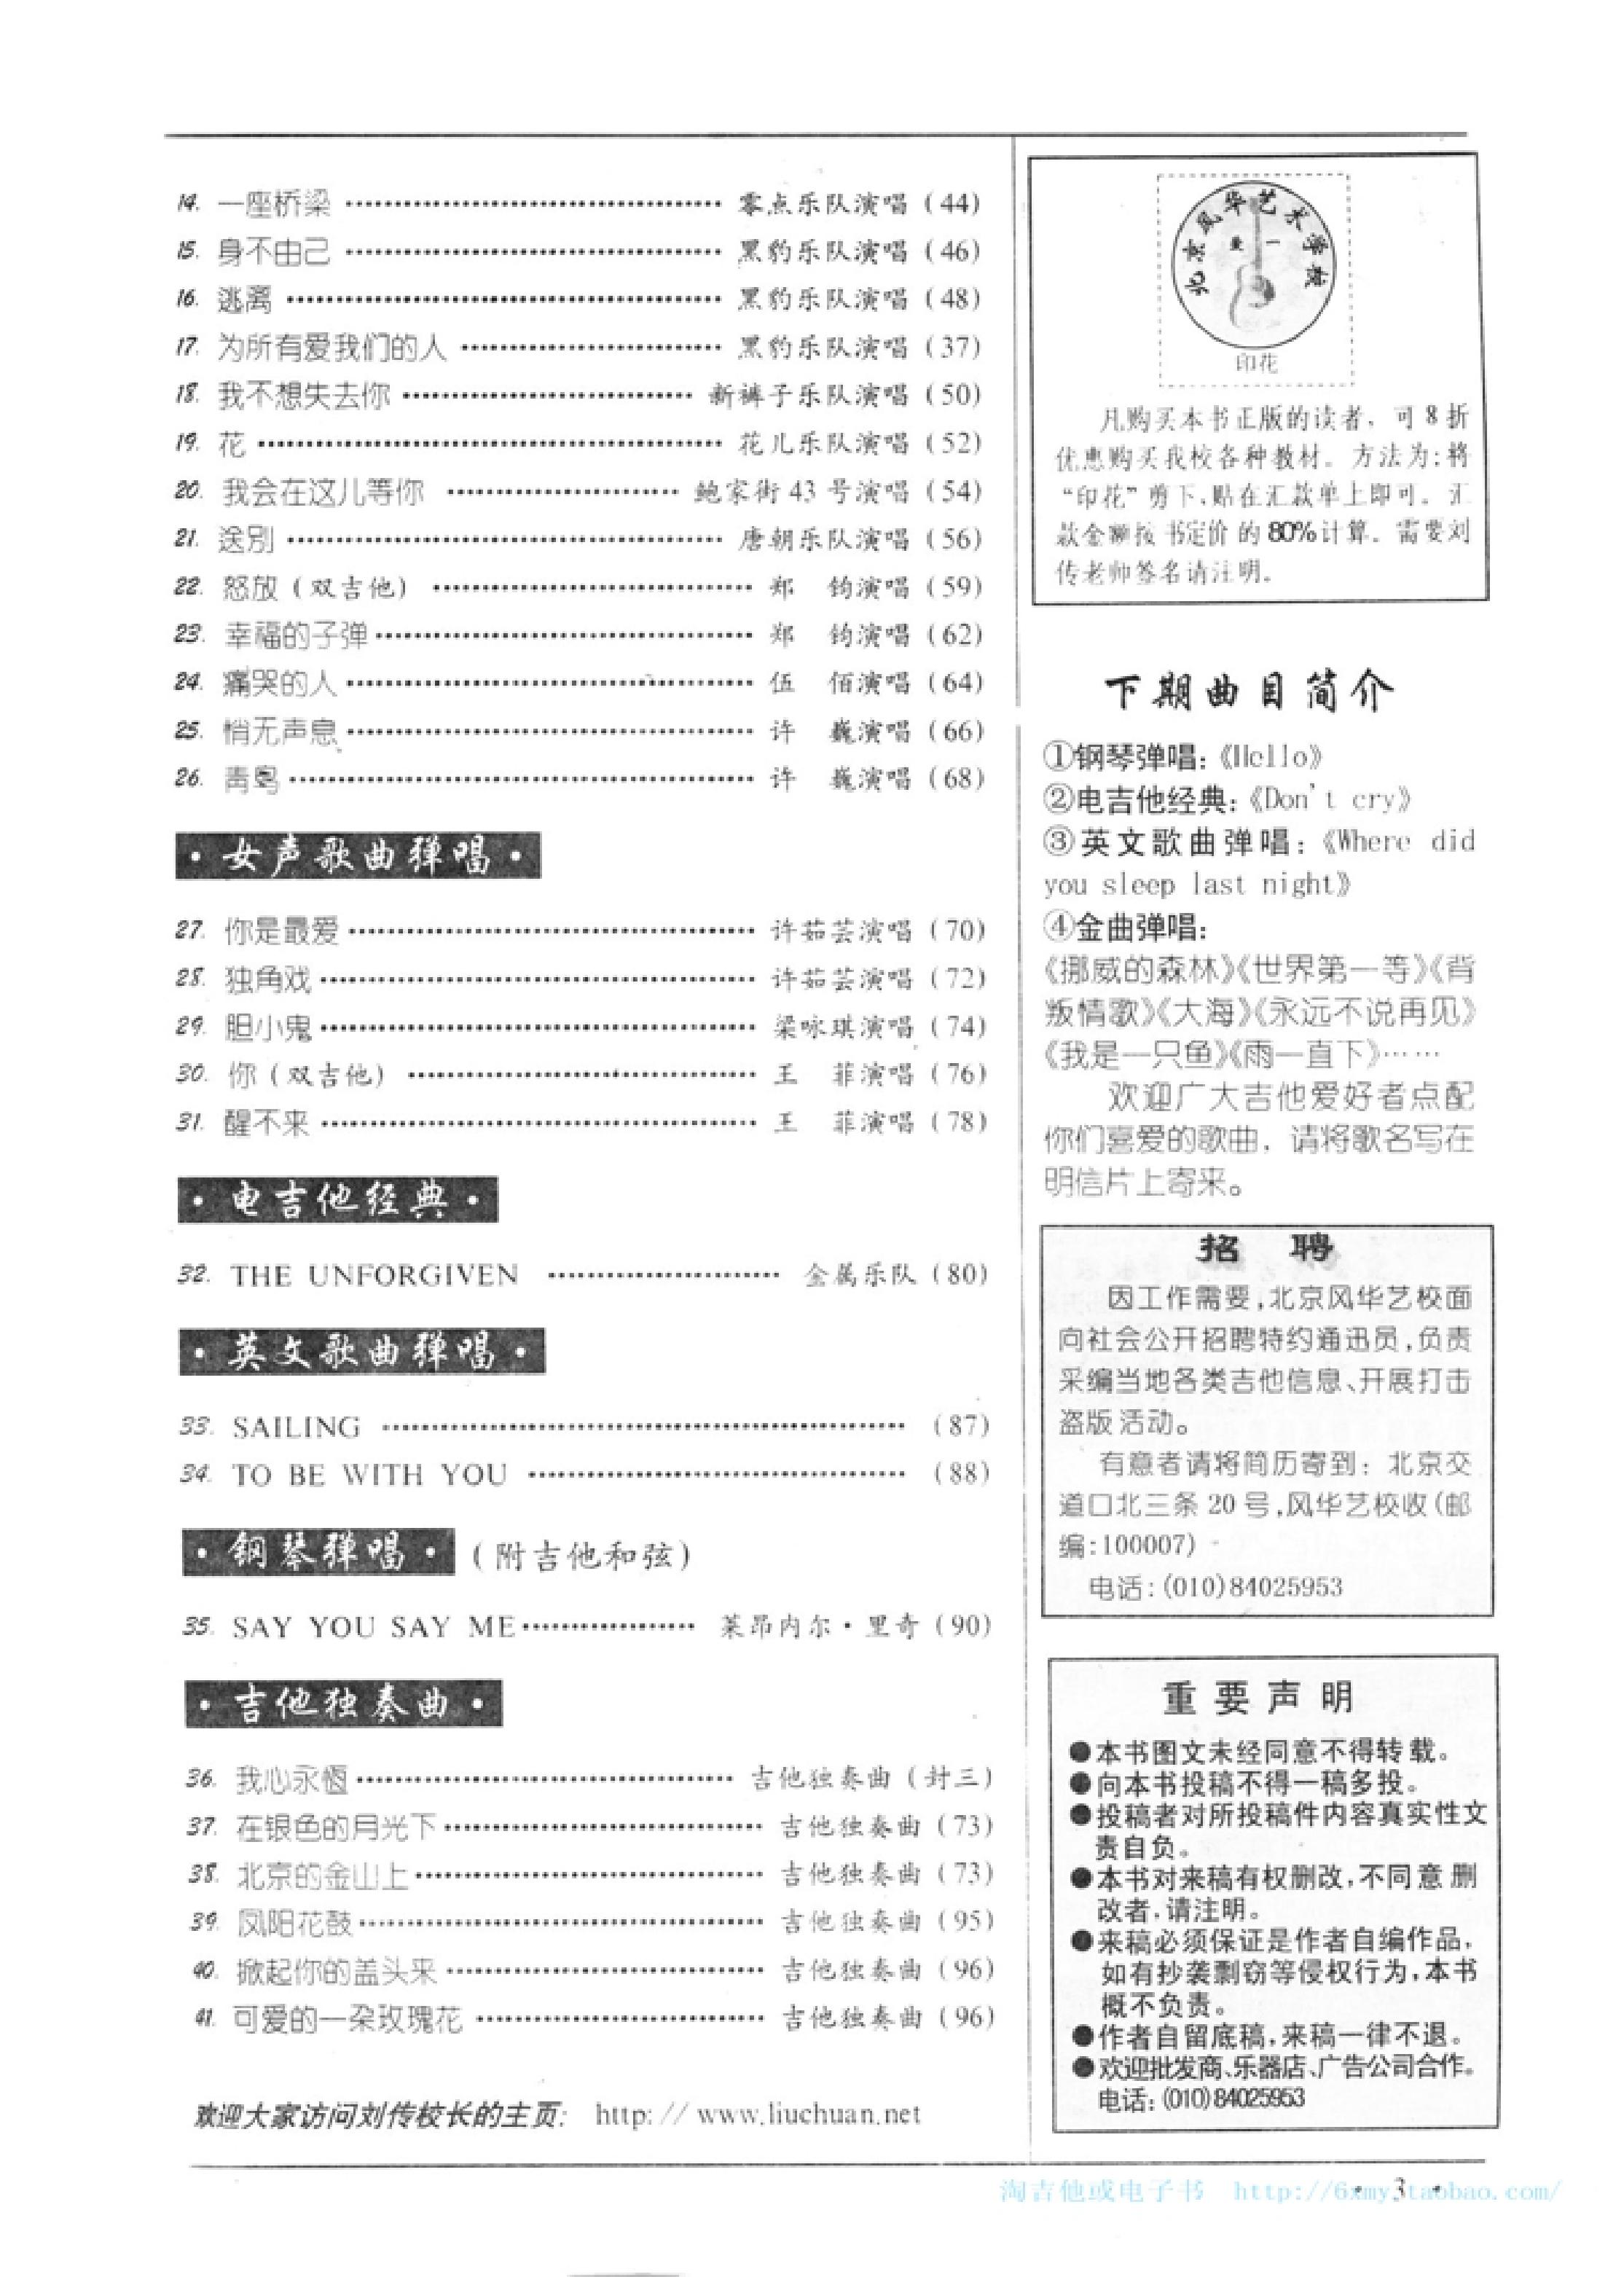 14. 一座桥梁 …… 零点乐队演唱 (44)
15. 身不由己 …… 黑豹乐队演唱 (46)
16. 逃离 …… 黑豹乐队演唱 (48)
17. 为所有爱我们的人 …… 黑豹乐队演唱 (37)
18. 我不想失去你 …… 新裤子乐队演唱 (50)
19. 花 …… 花儿乐队演唱 (52)
20. 我会在这儿等你 …… 鲍家街 43 号演唱 (54)
21. 送别 …… 唐朝乐队演唱 (56)
22. 怒放（双吉他） …… 郑 钧演唱 (59)
23. 幸福的子弹 …… 郑 钧演唱 (62)
24. 痛哭的人 …… 伍 佰演唱 (64)
25. 悄无声息 …… 许 巍演唱 (66)
26. 青鸟 …… 许 巍演唱 (68)
·女声歌曲弹唱·
27. 你是最爱 …… 许茹芸演唱 (70)
28. 独角戏 …… 许茹芸演唱 (72)
29. 胆小鬼 …… 梁咏琪演唱 (74)
30. 你（双吉他） …… 王 菲演唱 (76)
31. 醒不来 …… 王 菲演唱 (78)
·电吉他经典·
32. THE UNFORGIVEN …… 金属乐队 (80)
·英文歌曲弹唱·
33. SAILING …… (87)
34. TO BE WITH YOU …… (88)
·钢琴弹唱· (附吉他和弦)
35. SAY YOU SAY ME …… 莱昂内尔·里奇 (90)
·吉他独奏曲·
36. 我心永恒 …… 吉他独奏曲 (封三)
37. 在银色的月光下 …… 吉他独奏曲 (73)
38. 北京的金山上 …… 吉他独奏曲 (73)
39. 凤阳花鼓 …… 吉他独奏曲 (95)
40. 掀起你的盖头来 …… 吉他独奏曲 (96)
41. 可爱的一朵玫瑰花 …… 吉他独奏曲 (96)
欢迎大家访问刘传校长的主页: http://www.liuchuan.net
北京风华艺术学校
印花
凡购买本书正版的读者，可 8 折
优惠购买我校各种教材。方法为:将
“印花”剪下,贴在汇款单上即可。汇
款金额按书定价的 80% 计算。需要刘
传老师签名请注明。
下期曲目简介
①钢琴弹唱:《Hello》
②电吉他经典:《Don't cry》
③英文歌曲弹唱:《Where did
you sleep last night》
④金曲弹唱:
《挪威的森林》《世界第一等》《背
叛情歌》《大海》《永远不说再见》
《我是一只鱼》《雨一直下》……
欢迎广大吉他爱好者点配
你们喜爱的歌曲，请将歌名写在
明信片上寄来。
招 聘
因工作需要,北京风华艺校面
向社会公开招聘特约通迅员,负责
采编当地各类吉他信息、开展打击
盗版活动。
有意者请将简历寄到: 北京交
道口北三条 20 号,风华艺校收(邮
编:100007)
电话:(010)84025953
重要声明
●本书图文未经同意不得转载。
●向本书投稿不得一稿多投。
●投稿者对所投稿件内容真实性文
责自负。
●本书对来稿有权删改,不同意删
改者,请注明。
●来稿必须保证是作者自编作品,
如有抄袭剽窃等侵权行为,本书
概不负责。
●作者自留底稿,来稿一律不退。
●欢迎批发商、乐器店、广告公司合作。
电话:(010)84025953
· 3 ·
淘吉他或电子书 http://6xmy.taobao.com/